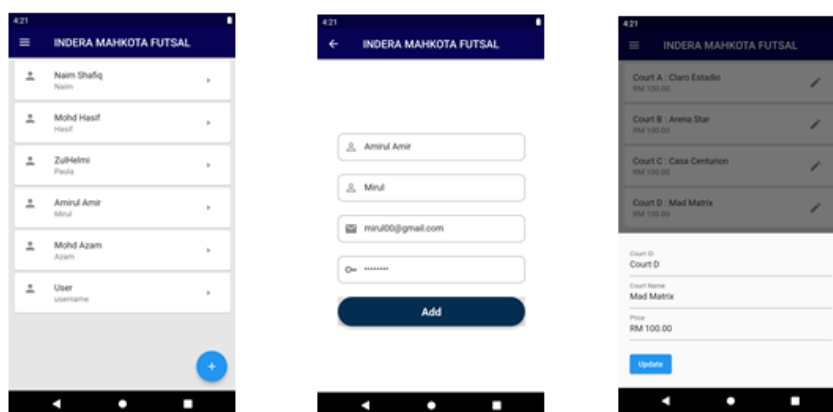 4:21
INDERA MAHKOTA FUTSAL
Naim Shafiq
Naim
Mohd Hasif
Hasif
ZulHelmi
Paula
Amirul Amir
Mirul
Mohd Azam
Azam
User
username
+
4:21
INDERA MAHKOTA FUTSAL
Amirul Amir
Mirul
mirul00@gmail.com
••••••••
Add
4:21
INDERA MAHKOTA FUTSAL
Court A : Claro Estadio
RM 100.00
Court B : Arena Star
RM 100.00
Court C : Casa Centurion
RM 100.00
Court D : Mad Matrix
RM 100.00
Court ID
Court D
Court Name
Mad Matrix
Price
RM 100.00
Update